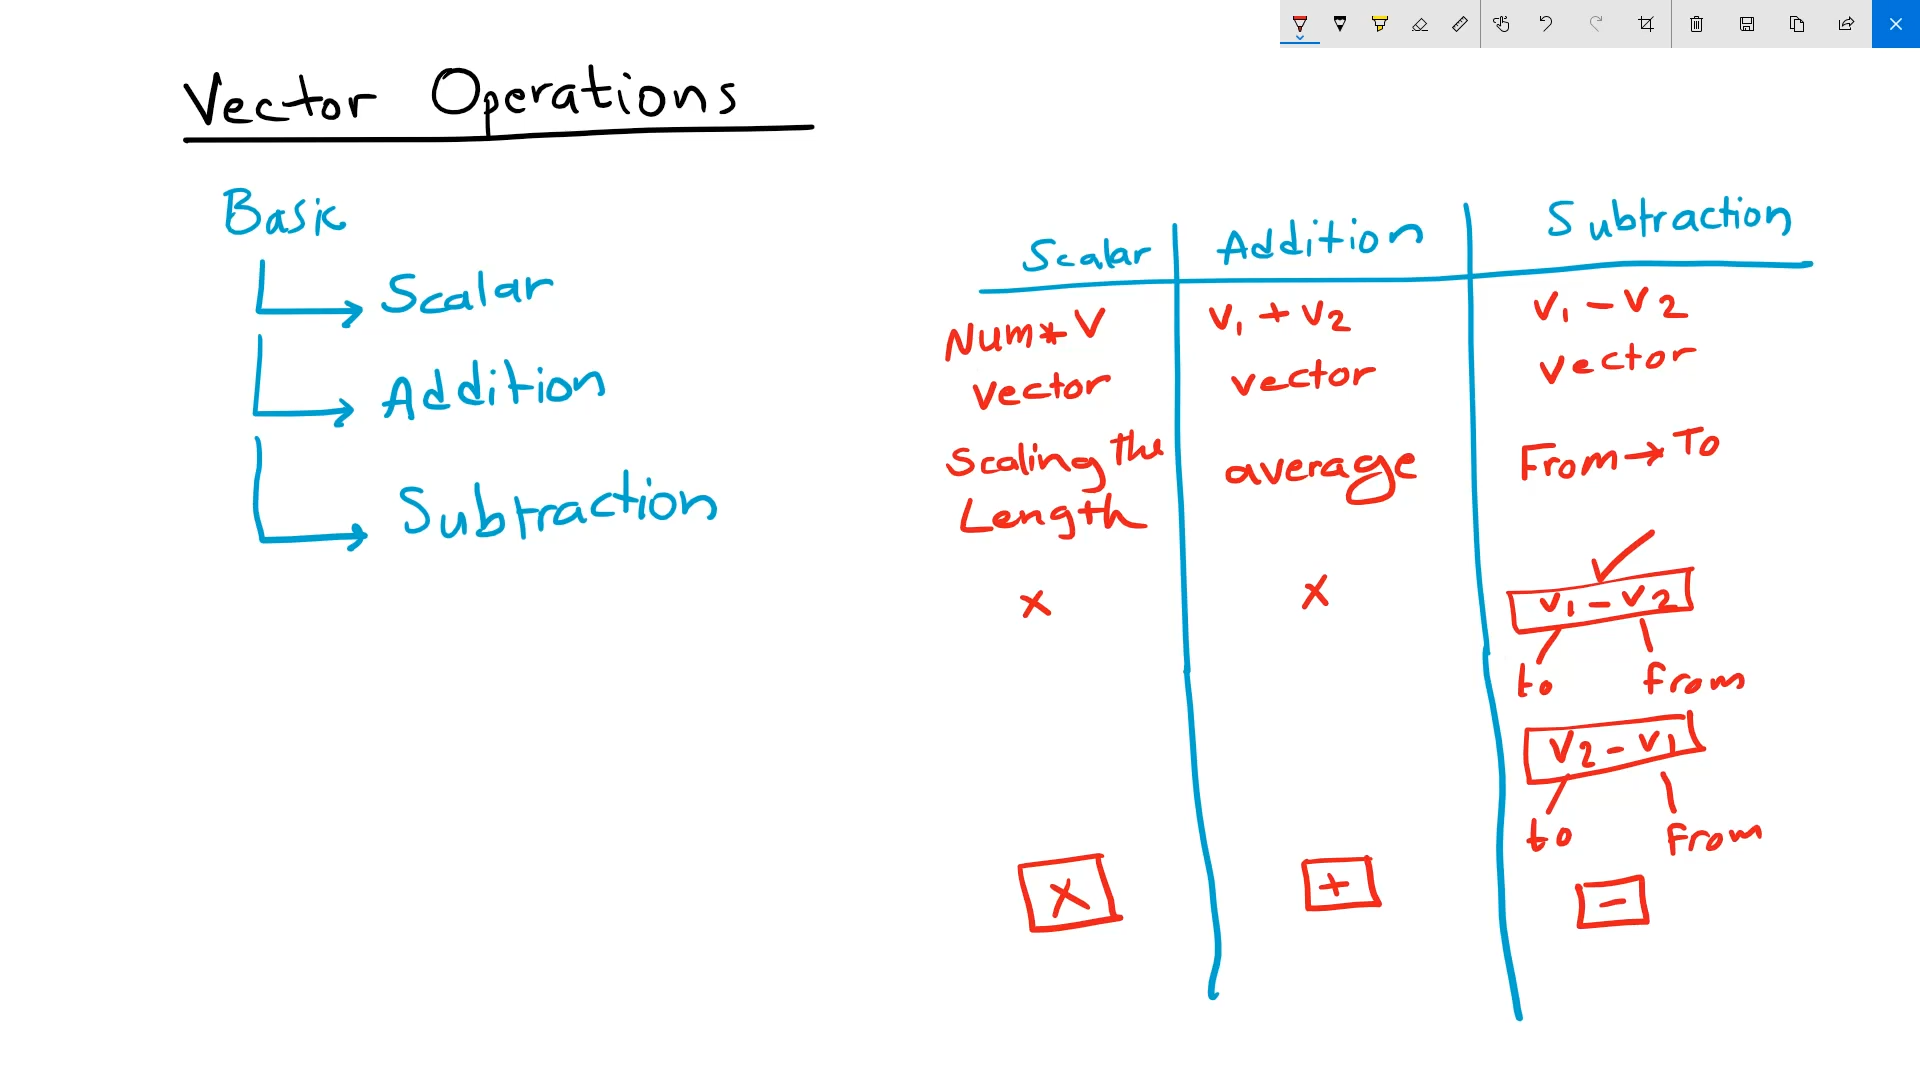 Vector Operations
Basic
Scalar
Addition
Subtraction
Scalar
Num * V
vector
Scaling the
Length
x
x
Addition
V1 + V2
vector
average
x
+
Subtraction
V1 - V2
vector
From → To
V1 - V2
to from
V2 - V1
to From
-